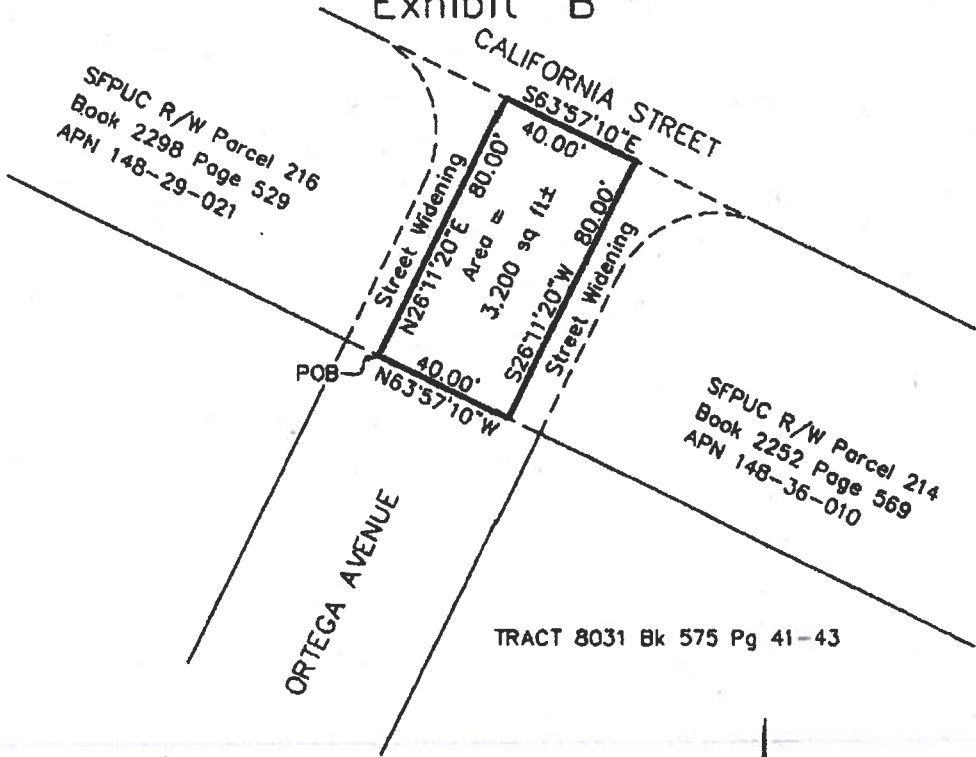 Exhibit "B"
CALIFORNIA STREET
SFPUC R/W Parcel 216
Book 2298 Page 529
APN 148-29-021
S63°57'10"E
40.00'
Street Widening
N26°11'20"E 80.00'
Area =
3,200 sq ft±
S26°11'20"W 80.00'
Street Widening
POB
40.00'
N63°57'10"W
SFPUC R/W Parcel 214
Book 2252 Page 569
APN 148-36-010
ORTEGA AVENUE
TRACT 8031 Bk 575 Pg 41-43